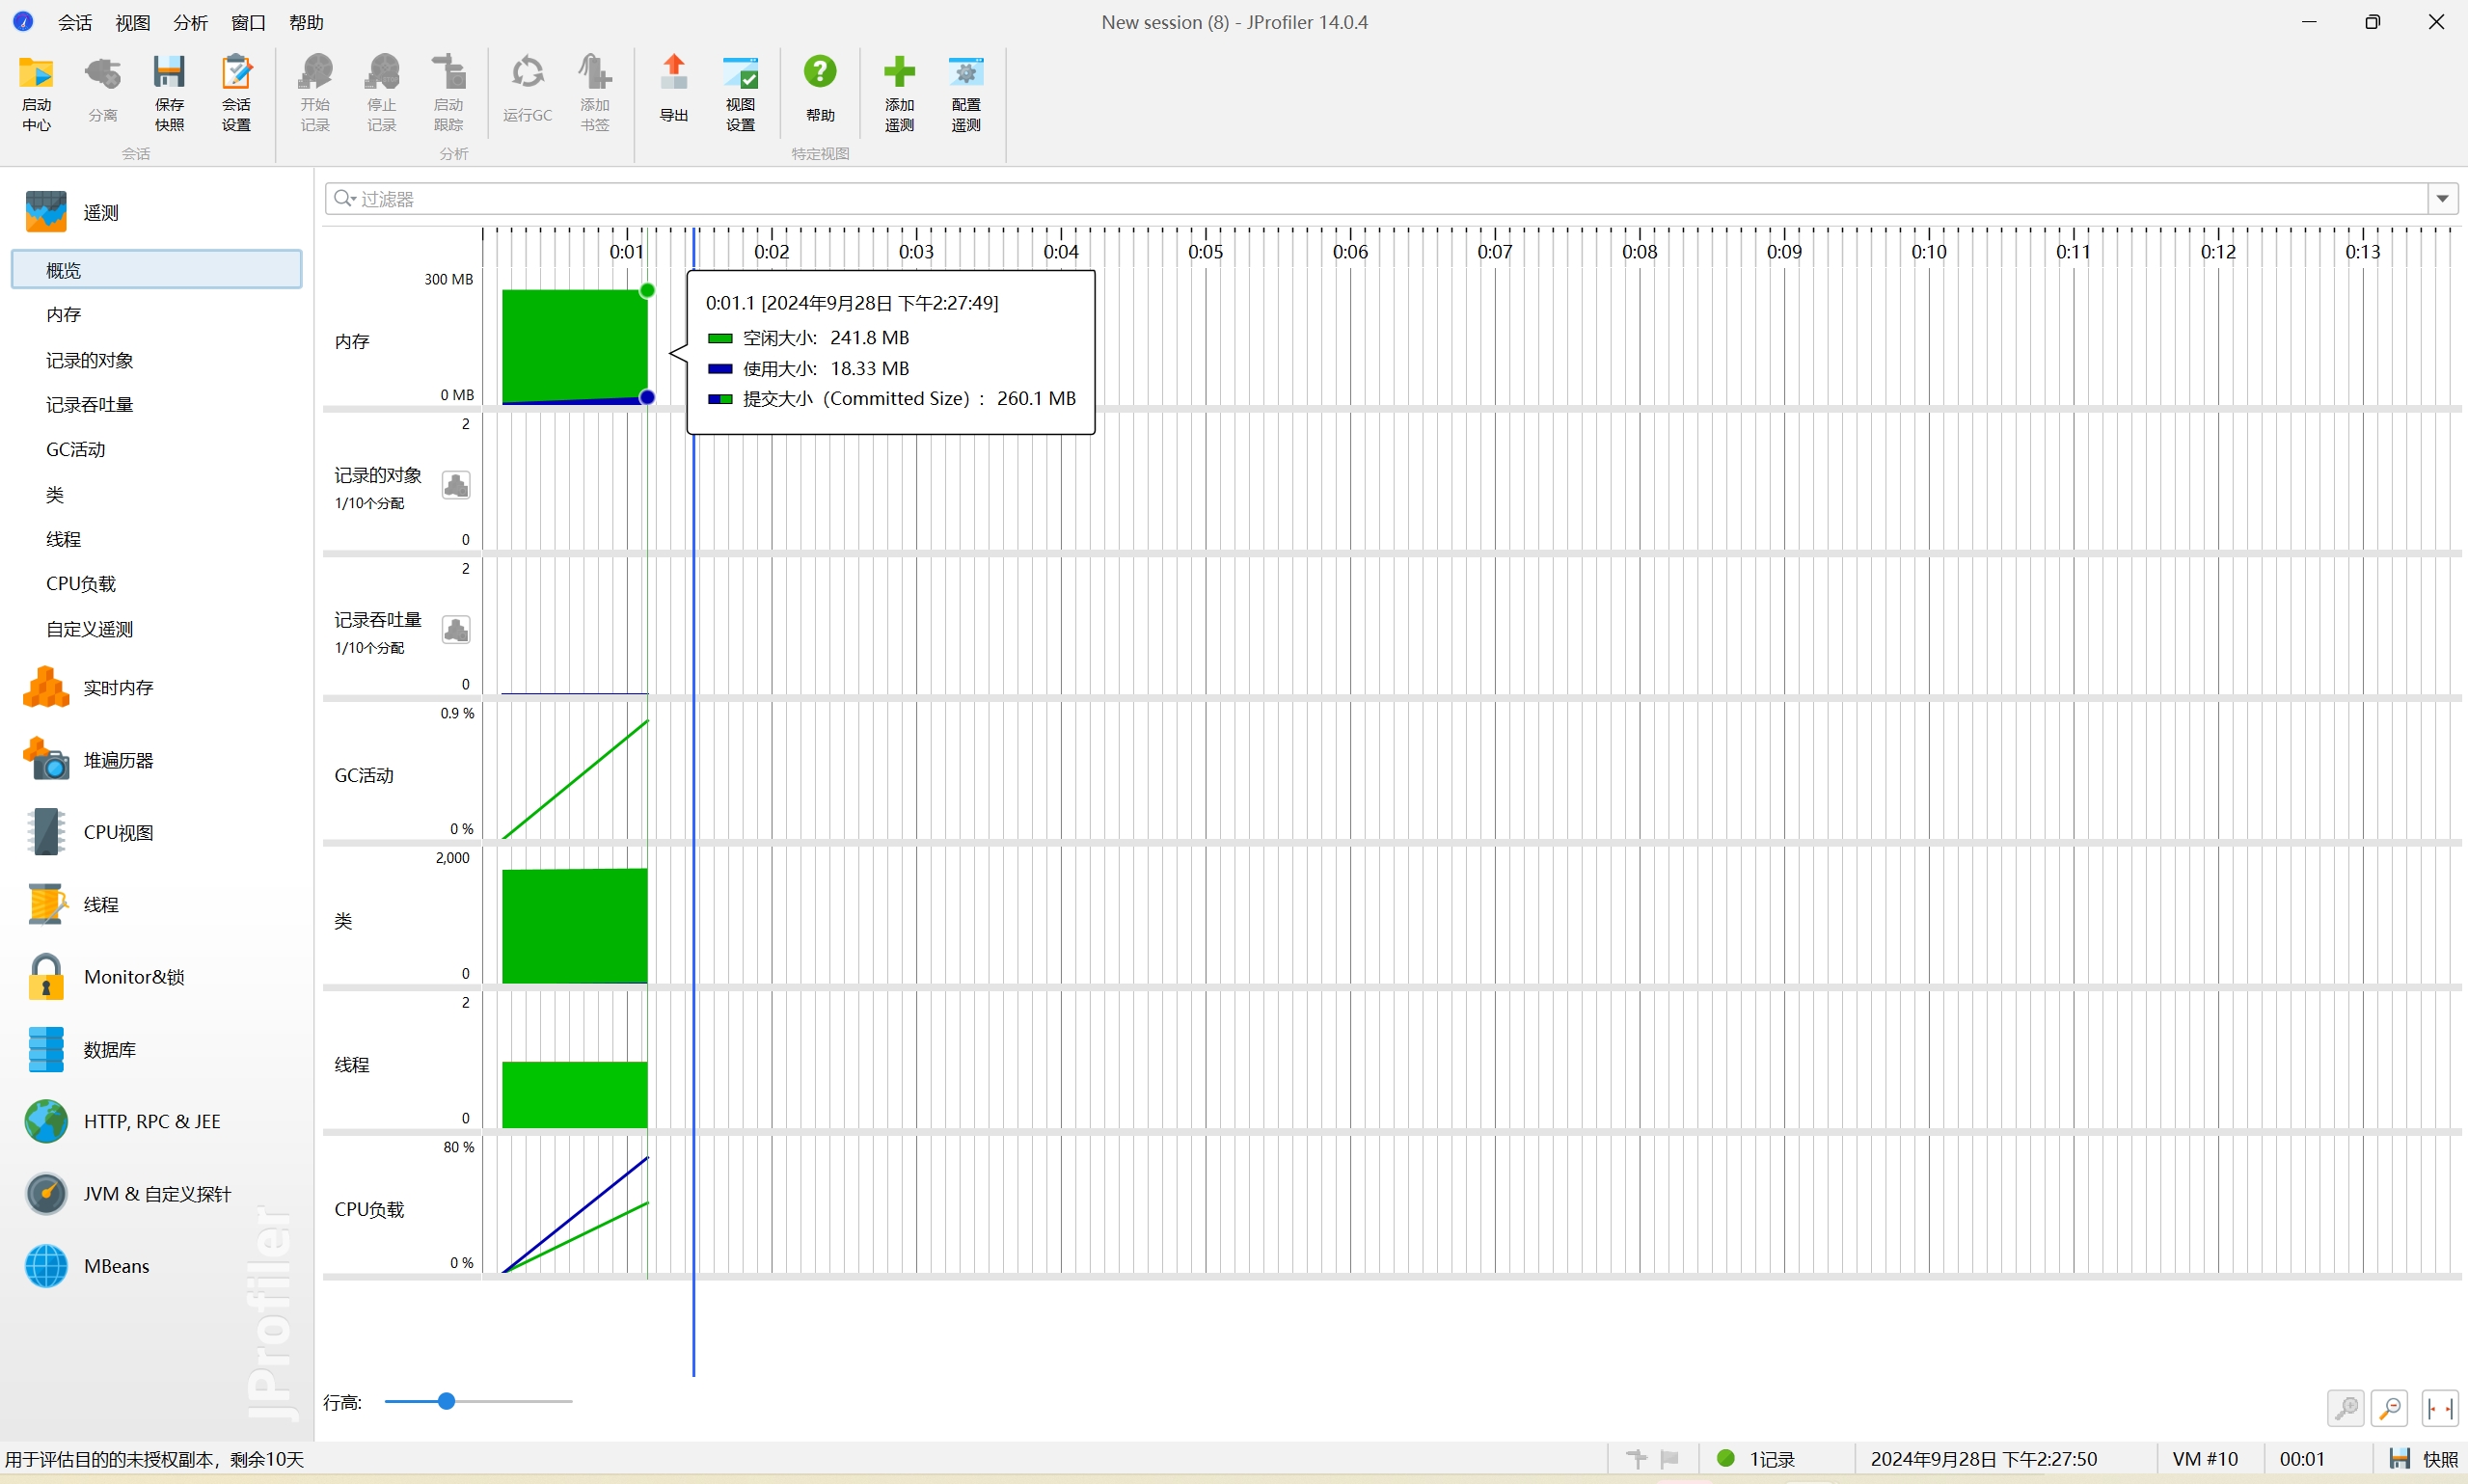 会话 视图 分析 窗口 帮助
New session (8) - JProfiler 14.0.4
启动中心 分离 保存快照 会话设置 开始记录 停止记录 启动跟踪 运行GC 添加书签 导出 视图设置 帮助 添加遥测 配置遥测
会话 分析 特定视图
遥测
概览
内存
记录的对象
记录吞吐量
GC活动
类
线程
CPU负载
自定义遥测
实时内存
堆遍历器
CPU视图
线程
Monitor&锁
数据库
HTTP, RPC & JEE
JVM & 自定义探针
MBeans
JProfiler
过滤器
0:01 0:02 0:03 0:04 0:05 0:06 0:07 0:08 0:09 0:10 0:11 0:12 0:13
300 MB
内存
0 MB
0:01.1 [2024年9月28日 下午2:27:49]
空闲大小: 241.8 MB
使用大小: 18.33 MB
提交大小（Committed Size）: 260.1 MB
2
记录的对象
1/10个分配
0
2
记录吞吐量
1/10个分配
0
0.9 %
GC活动
0 %
2,000
类
0
2
线程
0
80 %
CPU负载
0 %
行高:
用于评估目的的未授权副本，剩余10天
1记录
2024年9月28日 下午2:27:50
VM #10
00:01
快照